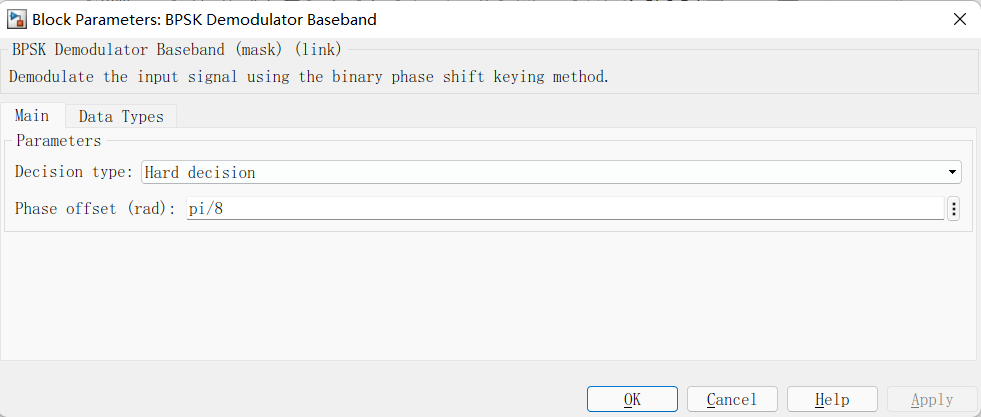 Block Parameters: BPSK Demodulator Baseband
BPSK Demodulator Baseband (mask) (link)
Demodulate the input signal using the binary phase shift keying method.
Main
Data Types
Parameters
Decision type: Hard decision
Phase offset (rad): pi/8
OK
Cancel
Help
Apply